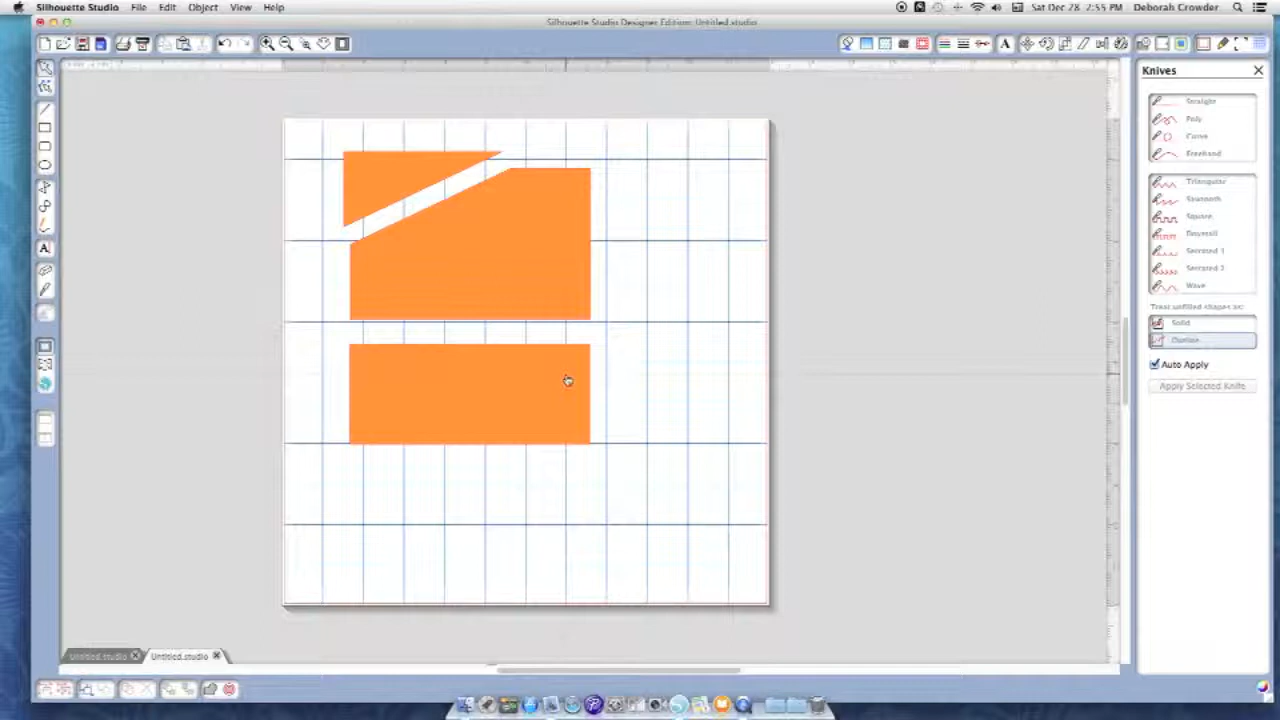 Silhouette Studio File Edit Object View Help
Sat Dec 28 2:55 PM Deborah Crowder
Silhouette Studio Designer Edition: Untitled.studio
Knives
Straight
Poly
Curve
Freehand
Triangular
Sawtooth
Square
Dovetail
Serrated 1
Serrated 2
Wave
Treat unfilled shapes as:
Solid
Outline
Auto Apply
Apply Selected Knife
Untitled.studio Untitled.studio